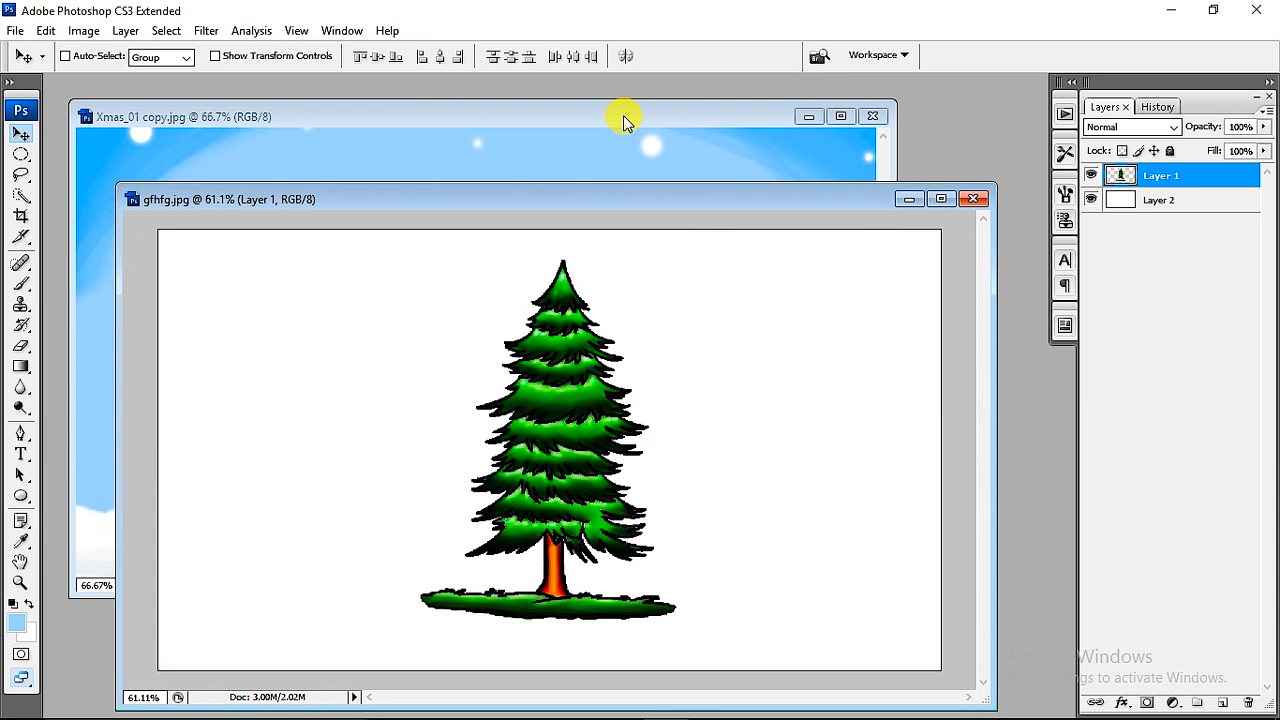 Ps Adobe Photoshop CS3 Extended
File Edit Image Layer Select Filter Analysis View Window Help
Auto-Select: Group Show Transform Controls Workspace
Ps
Xmas_01 copy.jpg @ 66.7% (RGB/8)
gfhfg.jpg @ 61.1% (Layer 1, RGB/8)
66.67%
61.11% Doc: 3.00M/2.02M
Layers × History
Normal Opacity: 100%
Lock: Fill: 100%
Layer 1
Layer 2
Windows
to activate Windows.